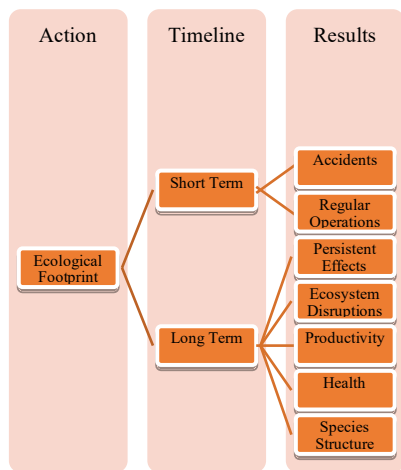 Action
Timeline
Results
Ecological
Footprint
Short Term
Long Term
Accidents
Regular
Operations
Persistent
Effects
Ecosystem
Disruptions
Productivity
Health
Species
Structure